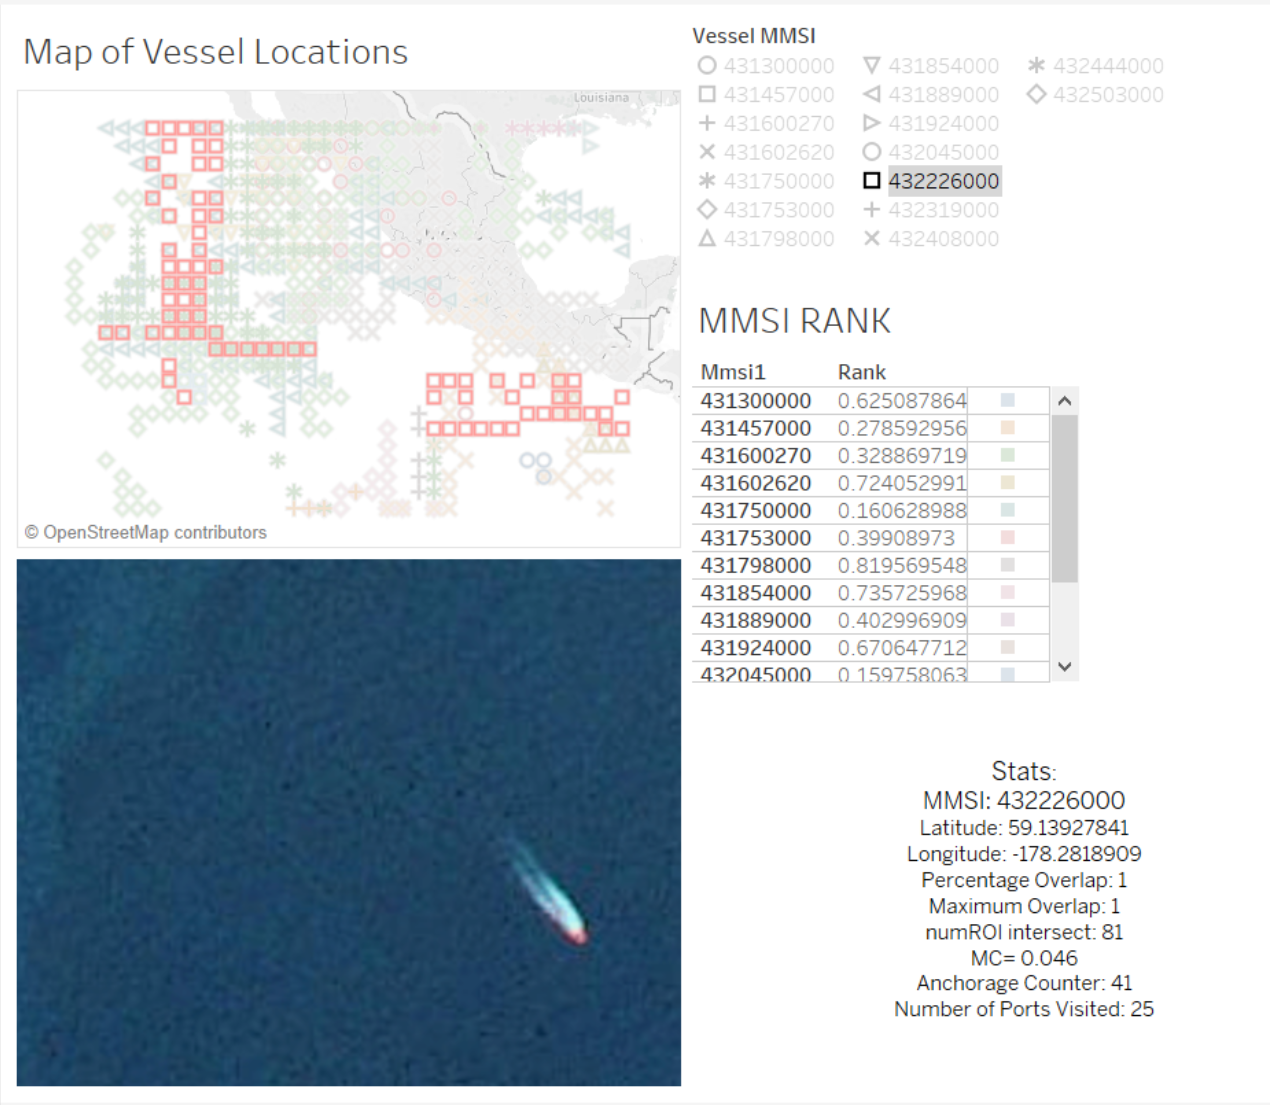 Map of Vessel Locations
Louisiana
© OpenStreetMap contributors
Vessel MMSI
431300000
431457000
431600270
431602620
431750000
431753000
431798000
431854000
431889000
431924000
432045000
432226000
432319000
432408000
432444000
432503000
MMSI RANK
Mmsi1 Rank
431300000 0.625087864
431457000 0.278592956
431600270 0.328869719
431602620 0.724052991
431750000 0.160628988
431753000 0.39908973
431798000 0.819569548
431854000 0.735725968
431889000 0.402996909
431924000 0.670647712
432045000 0.159758063
Stats:
MMSI: 432226000
Latitude: 59.13927841
Longitude: -178.2818909
Percentage Overlap: 1
Maximum Overlap: 1
numROI intersect: 81
MC= 0.046
Anchorage Counter: 41
Number of Ports Visited: 25